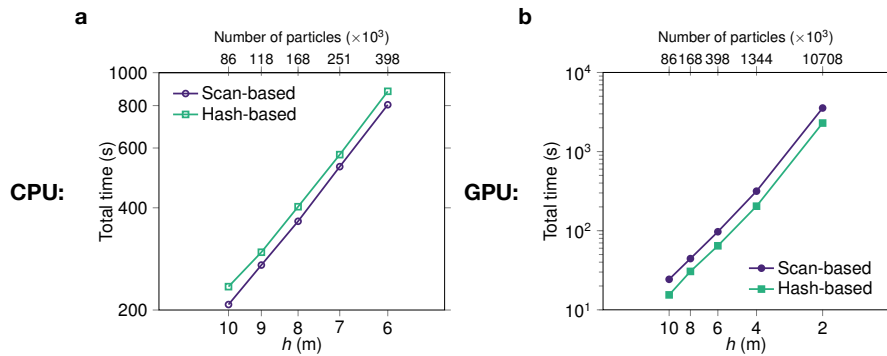 a
Number of particles (×10³)
86 118 168 251 398
1000
800
600
400
200
Total time (s)
Scan-based
Hash-based
CPU:
10 9 8 7 6
h (m)
b
Number of particles (×10³)
86 168 398 1344 10708
10⁴
10³
10²
10¹
Total time (s)
GPU:
Scan-based
Hash-based
10 8 6 4 2
h (m)